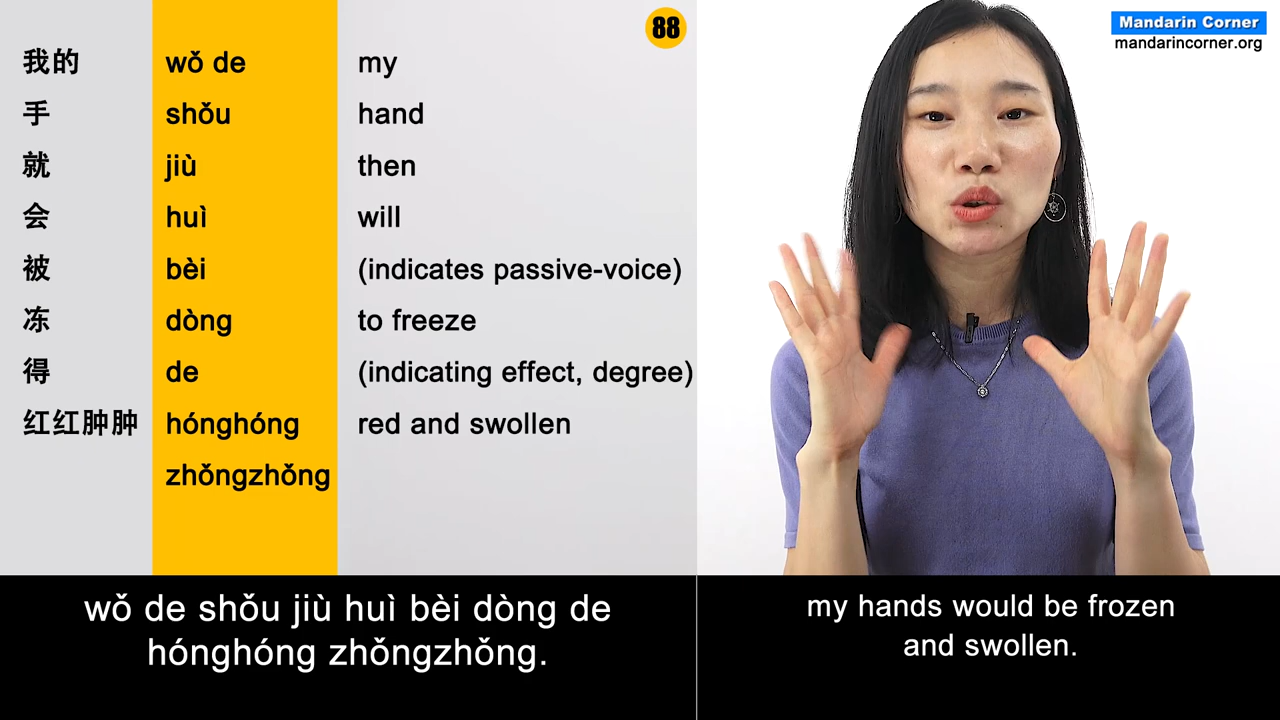 88
我的 wǒ de my
手 shǒu hand
就 jiù then
会 huì will
被 bèi (indicates passive-voice)
冻 dòng to freeze
得 de (indicating effect, degree)
红红肿肿 hónghóng red and swollen
zhǒngzhǒng
Mandarin Corner
mandarincorner.org
wǒ de shǒu jiù huì bèi dòng de
hónghóng zhǒngzhǒng.
my hands would be frozen
and swollen.